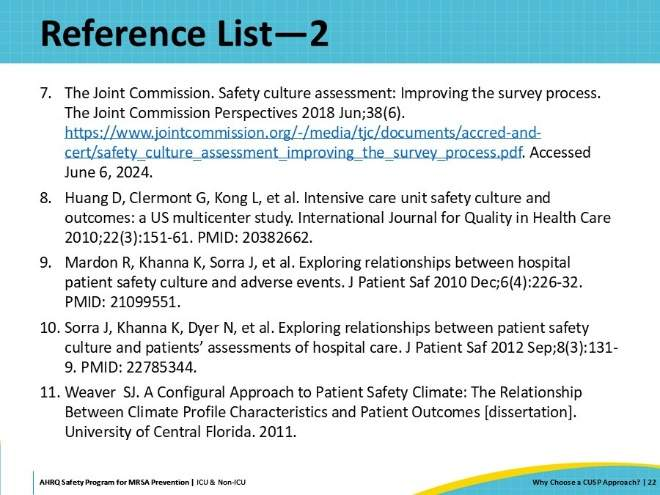 Reference List—2
7. The Joint Commission. Safety culture assessment: Improving the survey process.
The Joint Commission Perspectives 2018 Jun;38(6).
https://www.jointcommission.org/-/media/tjc/documents/accred-and-
cert/safety_culture_assessment_improving_the_survey_process.pdf. Accessed
June 6, 2024.
8. Huang D, Clermont G, Kong L, et al. Intensive care unit safety culture and
outcomes: a US multicenter study. International Journal for Quality in Health Care
2010;22(3):151-61. PMID: 20382662.
9. Mardon R, Khanna K, Sorra J, et al. Exploring relationships between hospital
patient safety culture and adverse events. J Patient Saf 2010 Dec;6(4):226-32.
PMID: 21099551.
10. Sorra J, Khanna K, Dyer N, et al. Exploring relationships between patient safety
culture and patients’ assessments of hospital care. J Patient Saf 2012 Sep;8(3):131-
9. PMID: 22785344.
11. Weaver SJ. A Configural Approach to Patient Safety Climate: The Relationship
Between Climate Profile Characteristics and Patient Outcomes [dissertation].
University of Central Florida. 2011.
AHRQ Safety Program for MRSA Prevention | ICU & Non-ICU
Why Choose a CUSP Approach? | 22